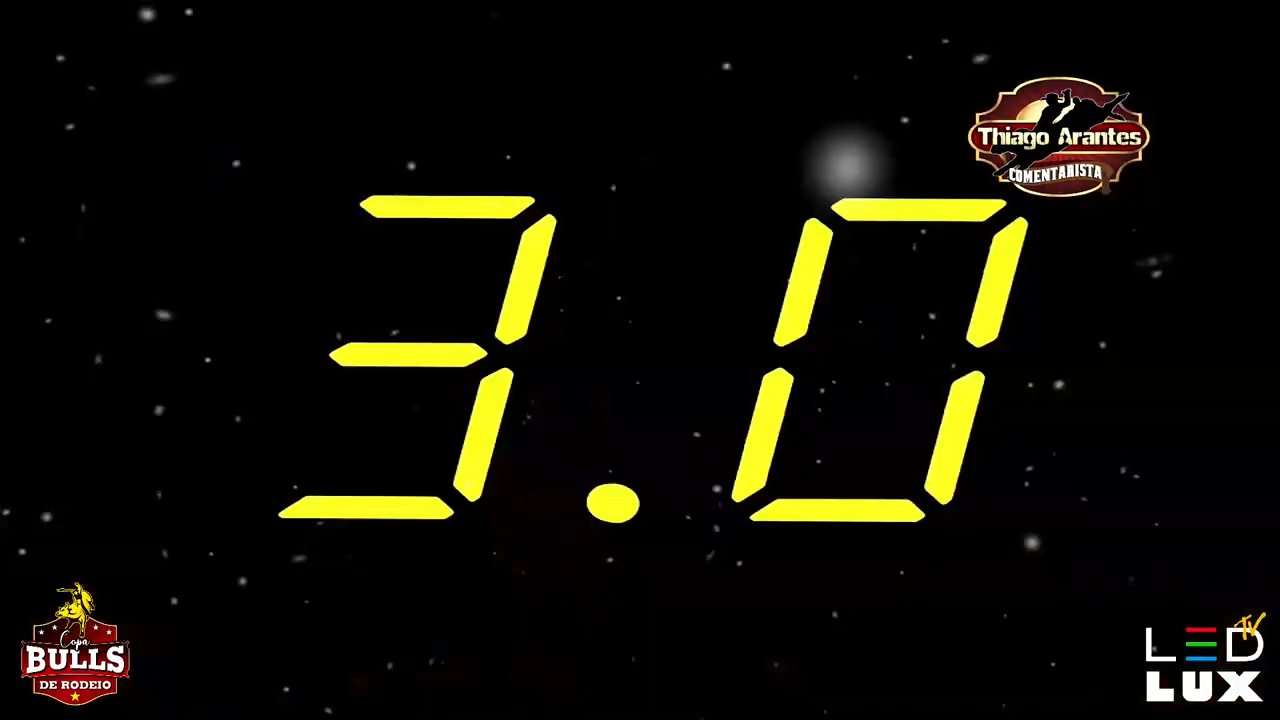 Thiago Arantes
COMENTARISTA
3.0
Copa
BULLS
DE RODEIO
LED TV
LUX